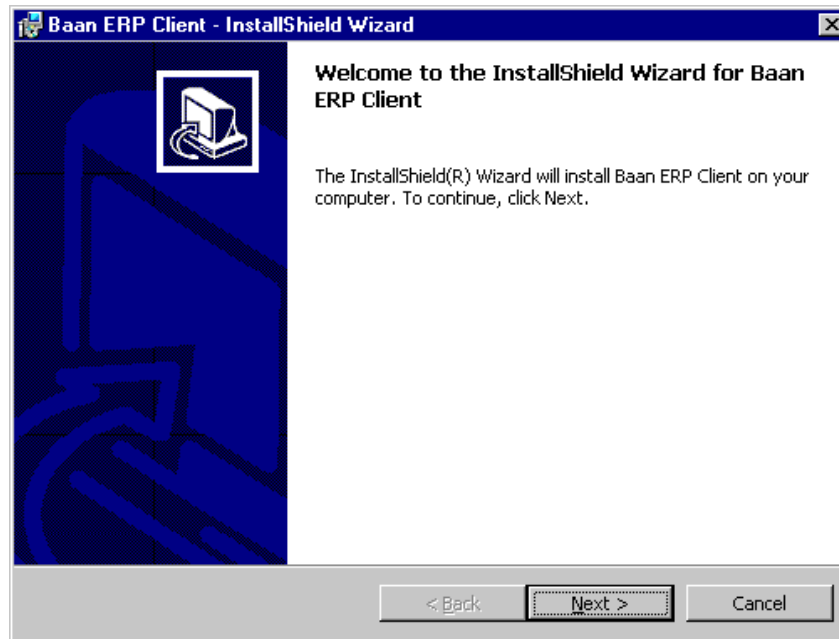 Baan ERP Client - InstallShield Wizard
Welcome to the InstallShield Wizard for Baan
ERP Client
The InstallShield(R) Wizard will install Baan ERP Client on your
computer. To continue, click Next.
< Back
Next >
Cancel